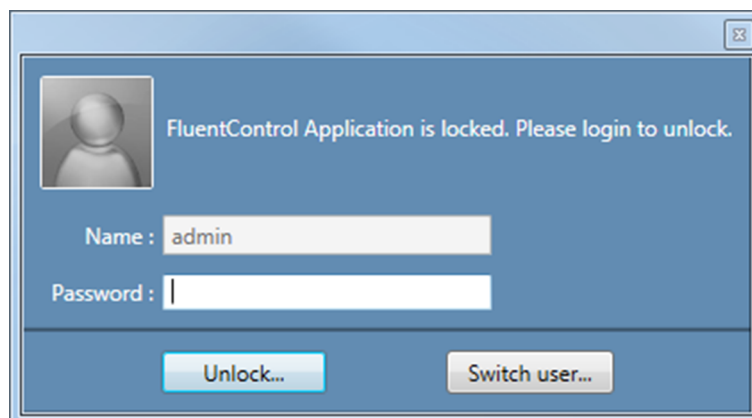 FluentControl Application is locked. Please login to unlock.
Name : admin
Password :
Unlock... Switch user...